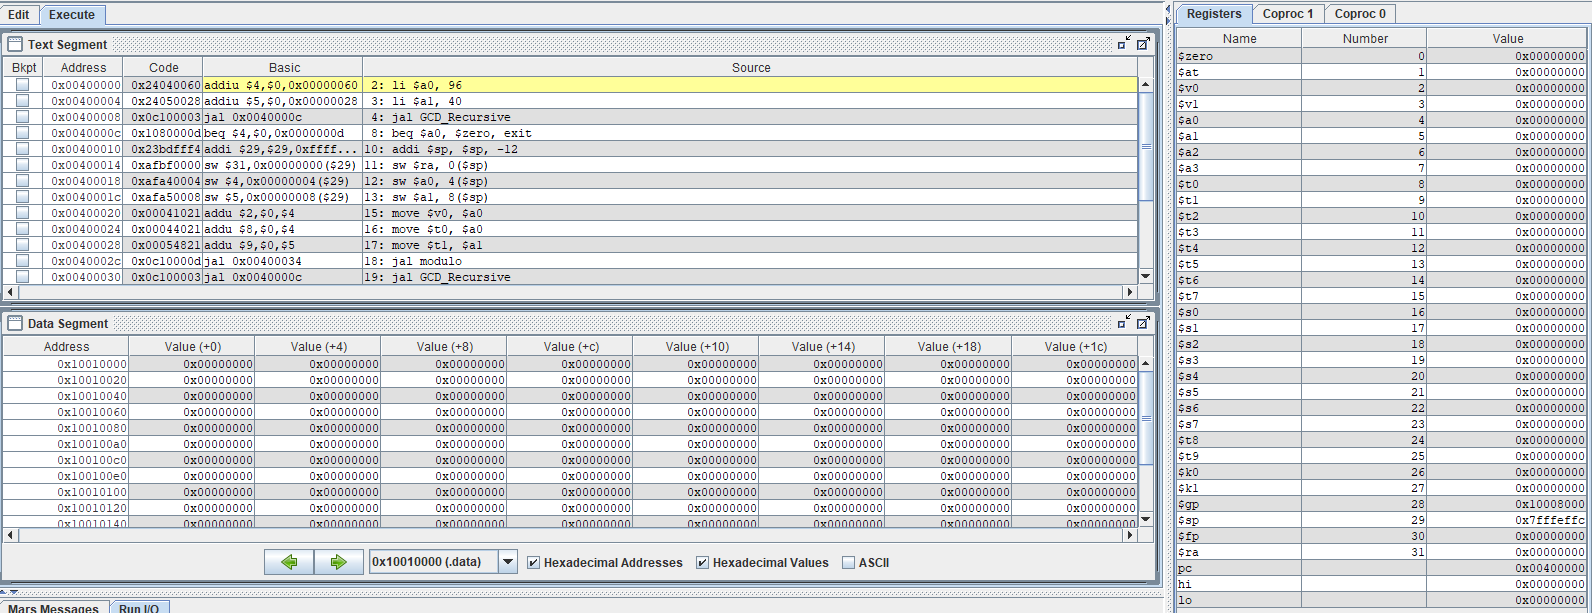 Edit Execute
Text Segment
Bkpt Address Code Basic Source
0x00400000 0x24040060 addiu $4,$0,0x00000060 2: li $a0, 96
0x00400004 0x24050028 addiu $5,$0,0x00000028 3: li $a1, 40
0x00400008 0x0c100003 jal 0x0040000c 4: jal GCD_Recursive
0x0040000c 0x1080000d beq $4,$0,0x0000000d 8: beq $a0, $zero, exit
0x00400010 0x23bdfff4 addi $29,$29,0xffff... 10: addi $sp, $sp, -12
0x00400014 0xafbf0000 sw $31,0x00000000($29) 11: sw $ra, 0($sp)
0x00400018 0xafa40004 sw $4,0x00000004($29) 12: sw $a0, 4($sp)
0x0040001c 0xafa50008 sw $5,0x00000008($29) 13: sw $a1, 8($sp)
0x00400020 0x00041021 addu $2,$0,$4 15: move $v0, $a0
0x00400024 0x00044021 addu $8,$0,$4 16: move $t0, $a0
0x00400028 0x00054821 addu $9,$0,$5 17: move $t1, $a1
0x0040002c 0x0c10000d jal 0x00400034 18: jal modulo
0x00400030 0x0c100003 jal 0x0040000c 19: jal GCD_Recursive
Data Segment
Address Value (+0) Value (+4) Value (+8) Value (+c) Value (+10) Value (+14) Value (+18) Value (+1c)
0x10010000 0x00000000 0x00000000 0x00000000 0x00000000 0x00000000 0x00000000 0x00000000 0x00000000
0x10010020 0x00000000 0x00000000 0x00000000 0x00000000 0x00000000 0x00000000 0x00000000 0x00000000
0x10010040 0x00000000 0x00000000 0x00000000 0x00000000 0x00000000 0x00000000 0x00000000 0x00000000
0x10010060 0x00000000 0x00000000 0x00000000 0x00000000 0x00000000 0x00000000 0x00000000 0x00000000
0x10010080 0x00000000 0x00000000 0x00000000 0x00000000 0x00000000 0x00000000 0x00000000 0x00000000
0x100100a0 0x00000000 0x00000000 0x00000000 0x00000000 0x00000000 0x00000000 0x00000000 0x00000000
0x100100c0 0x00000000 0x00000000 0x00000000 0x00000000 0x00000000 0x00000000 0x00000000 0x00000000
0x100100e0 0x00000000 0x00000000 0x00000000 0x00000000 0x00000000 0x00000000 0x00000000 0x00000000
0x10010100 0x00000000 0x00000000 0x00000000 0x00000000 0x00000000 0x00000000 0x00000000 0x00000000
0x10010120 0x00000000 0x00000000 0x00000000 0x00000000 0x00000000 0x00000000 0x00000000 0x00000000
0x10010140 0x00000000 0x00000000 0x00000000 0x00000000 0x00000000 0x00000000 0x00000000 0x00000000
0x10010000 (.data) Hexadecimal Addresses Hexadecimal Values ASCII
Mars Messages Run I/O
Registers Coproc 1 Coproc 0
Name Number Value
$zero 0 0x00000000
$at 1 0x00000000
$v0 2 0x00000000
$v1 3 0x00000000
$a0 4 0x00000000
$a1 5 0x00000000
$a2 6 0x00000000
$a3 7 0x00000000
$t0 8 0x00000000
$t1 9 0x00000000
$t2 10 0x00000000
$t3 11 0x00000000
$t4 12 0x00000000
$t5 13 0x00000000
$t6 14 0x00000000
$t7 15 0x00000000
$s0 16 0x00000000
$s1 17 0x00000000
$s2 18 0x00000000
$s3 19 0x00000000
$s4 20 0x00000000
$s5 21 0x00000000
$s6 22 0x00000000
$s7 23 0x00000000
$t8 24 0x00000000
$t9 25 0x00000000
$k0 26 0x00000000
$k1 27 0x00000000
$gp 28 0x10008000
$sp 29 0x7fffeffc
$fp 30 0x00000000
$ra 31 0x00000000
pc 0x00400000
hi 0x00000000
lo 0x00000000